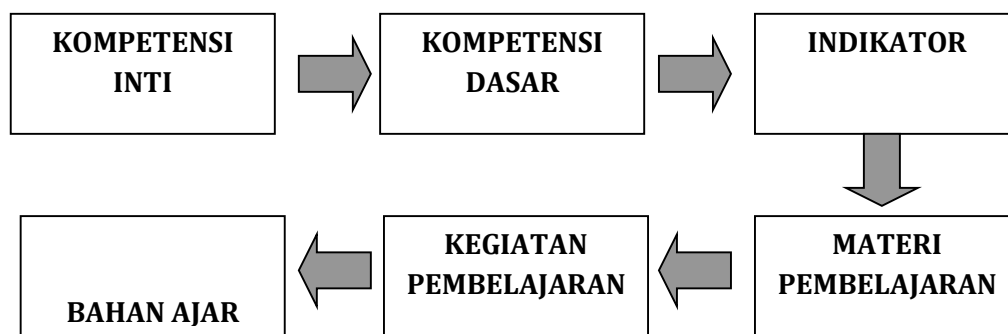 KOMPETENSI
INTI
KOMPETENSI
DASAR
INDIKATOR
MATERI
PEMBELAJARAN
KEGIATAN
PEMBELAJARAN
BAHAN AJAR